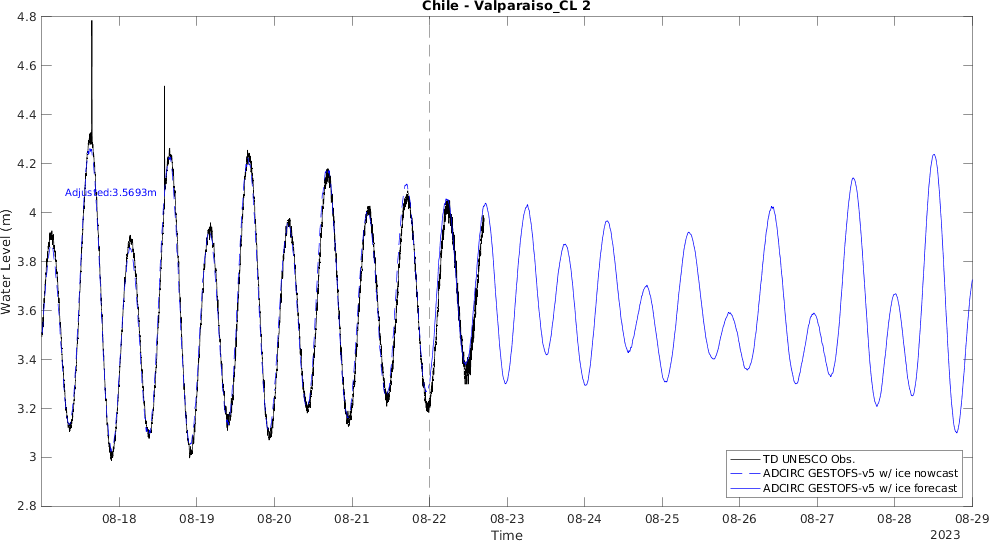 Chile - Valparaiso_CL 2
4.8
4.6
4.4
4.2
4
3.8
3.6
3.4
3.2
3
2.8
Water Level (m)
Adjusted:3.5693m
TD UNESCO Obs.
ADCIRC GESTOFS-v5 w/ ice nowcast
ADCIRC GESTOFS-v5 w/ ice forecast
08-18 08-19 08-20 08-21 08-22 08-23 08-24 08-25 08-26 08-27 08-28 08-29
Time
2023